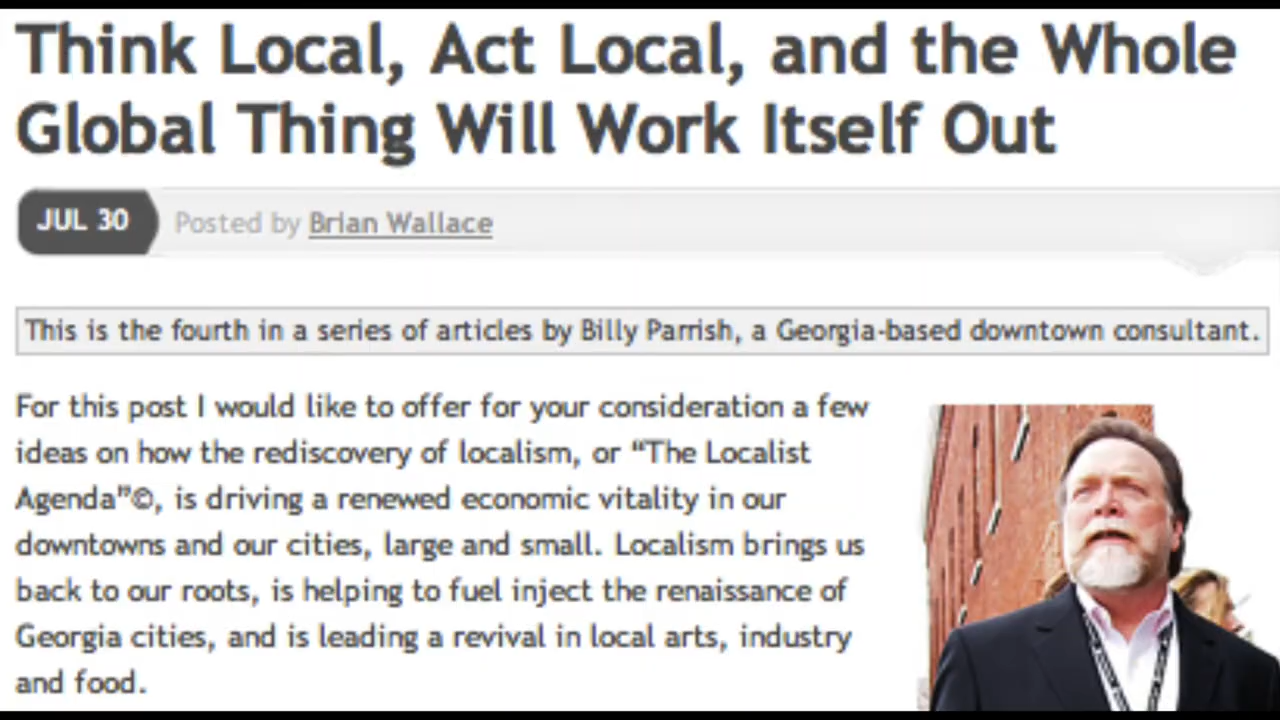 Think Local, Act Local, and the Whole
Global Thing Will Work Itself Out
JUL 30 Posted by Brian Wallace
This is the fourth in a series of articles by Billy Parrish, a Georgia-based downtown consultant.
For this post I would like to offer for your consideration a few
ideas on how the rediscovery of localism, or “The Localist
Agenda”©, is driving a renewed economic vitality in our
downtowns and our cities, large and small. Localism brings us
back to our roots, is helping to fuel inject the renaissance of
Georgia cities, and is leading a revival in local arts, industry
and food.